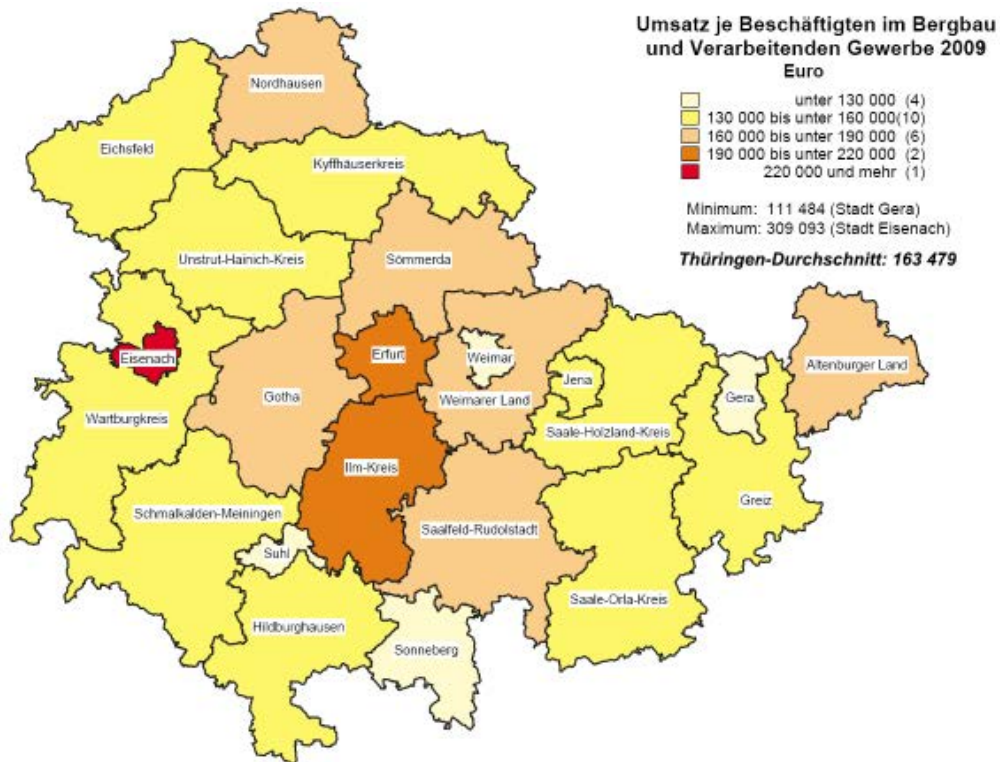 Umsatz je Beschäftigten im Bergbau
und Verarbeitenden Gewerbe 2009
Euro
unter 130 000 (4)
130 000 bis unter 160 000(10)
160 000 bis unter 190 000 (6)
190 000 bis unter 220 000 (2)
220 000 und mehr (1)
Minimum: 111 484 (Stadt Gera)
Maximum: 309 093 (Stadt Eisenach)
Thüringen-Durchschnitt: 163 479
Nordhausen
Eichsfeld
Kyffhäuserkreis
Unstrut-Hainich-Kreis
Sömmerda
Eisenach
Erfurt
Weimar
Altenburger Land
Jena
Gera
Gotha
Weimarer Land
Wartburgkreis
Saale-Holzland-Kreis
Ilm-Kreis
Greiz
Schmalkalden-Meiningen
Saalfeld-Rudolstadt
Suhl
Saale-Orla-Kreis
Hildburghausen
Sonneberg